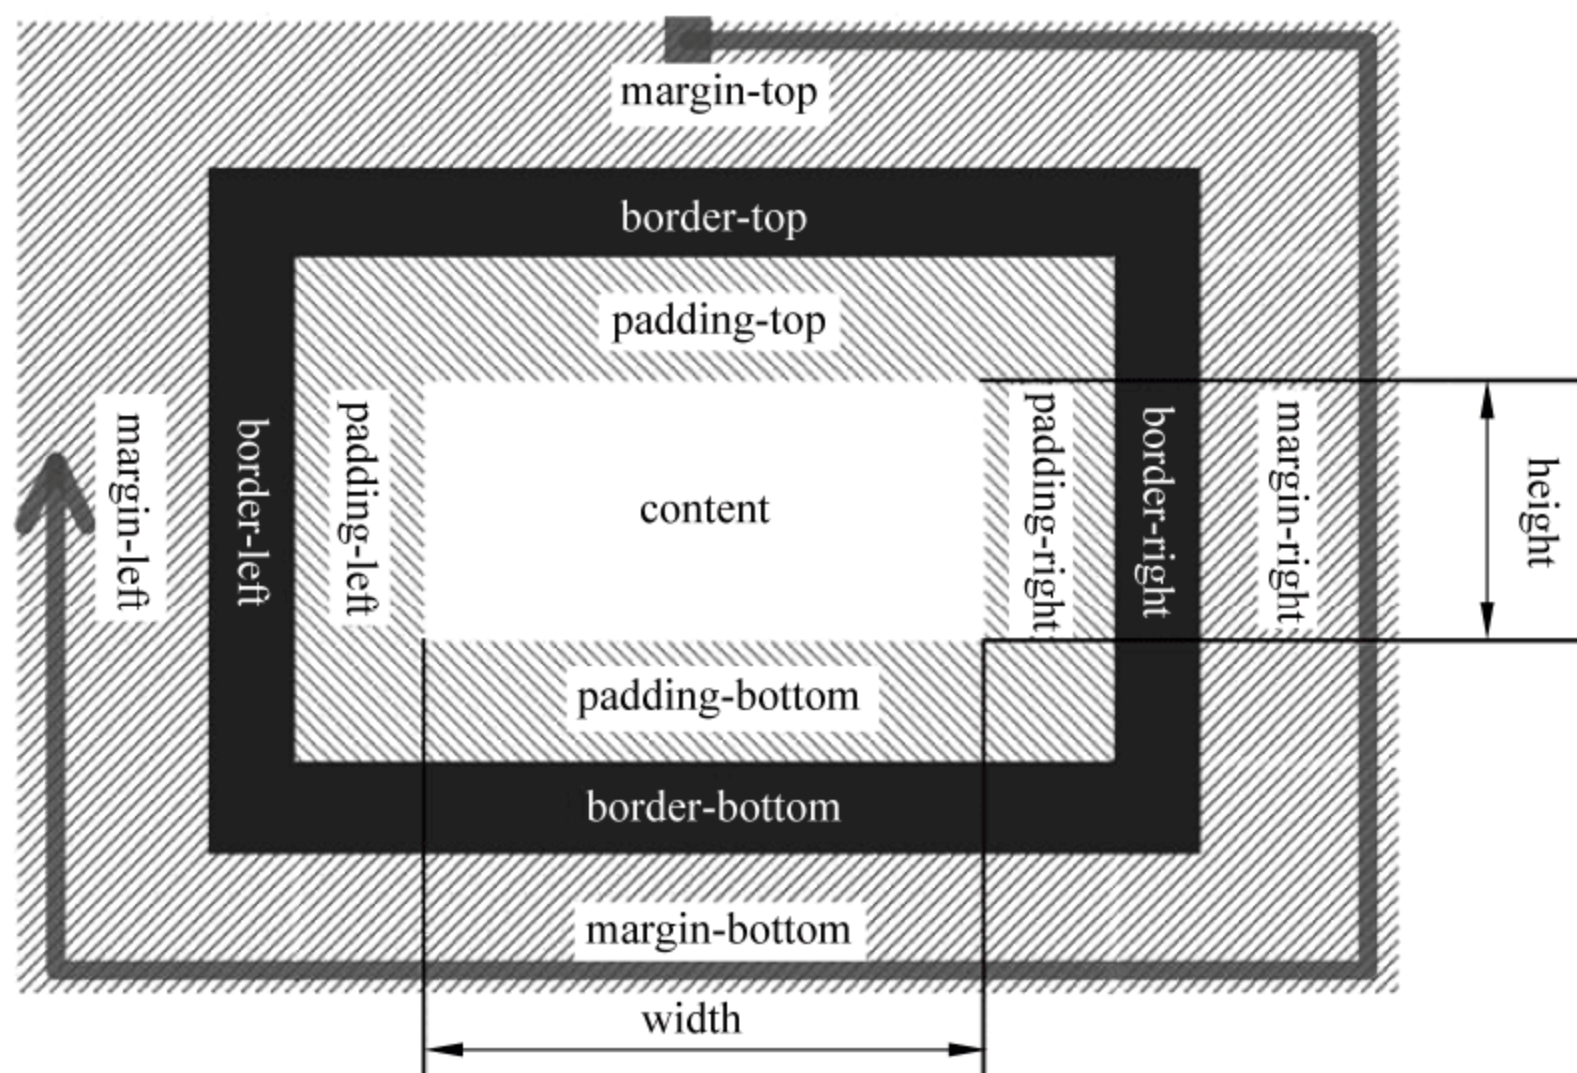 margin-top
border-top
padding-top
margin-left
border-left
padding-left
content
padding-right
border-right
margin-right
height
padding-bottom
border-bottom
margin-bottom
width